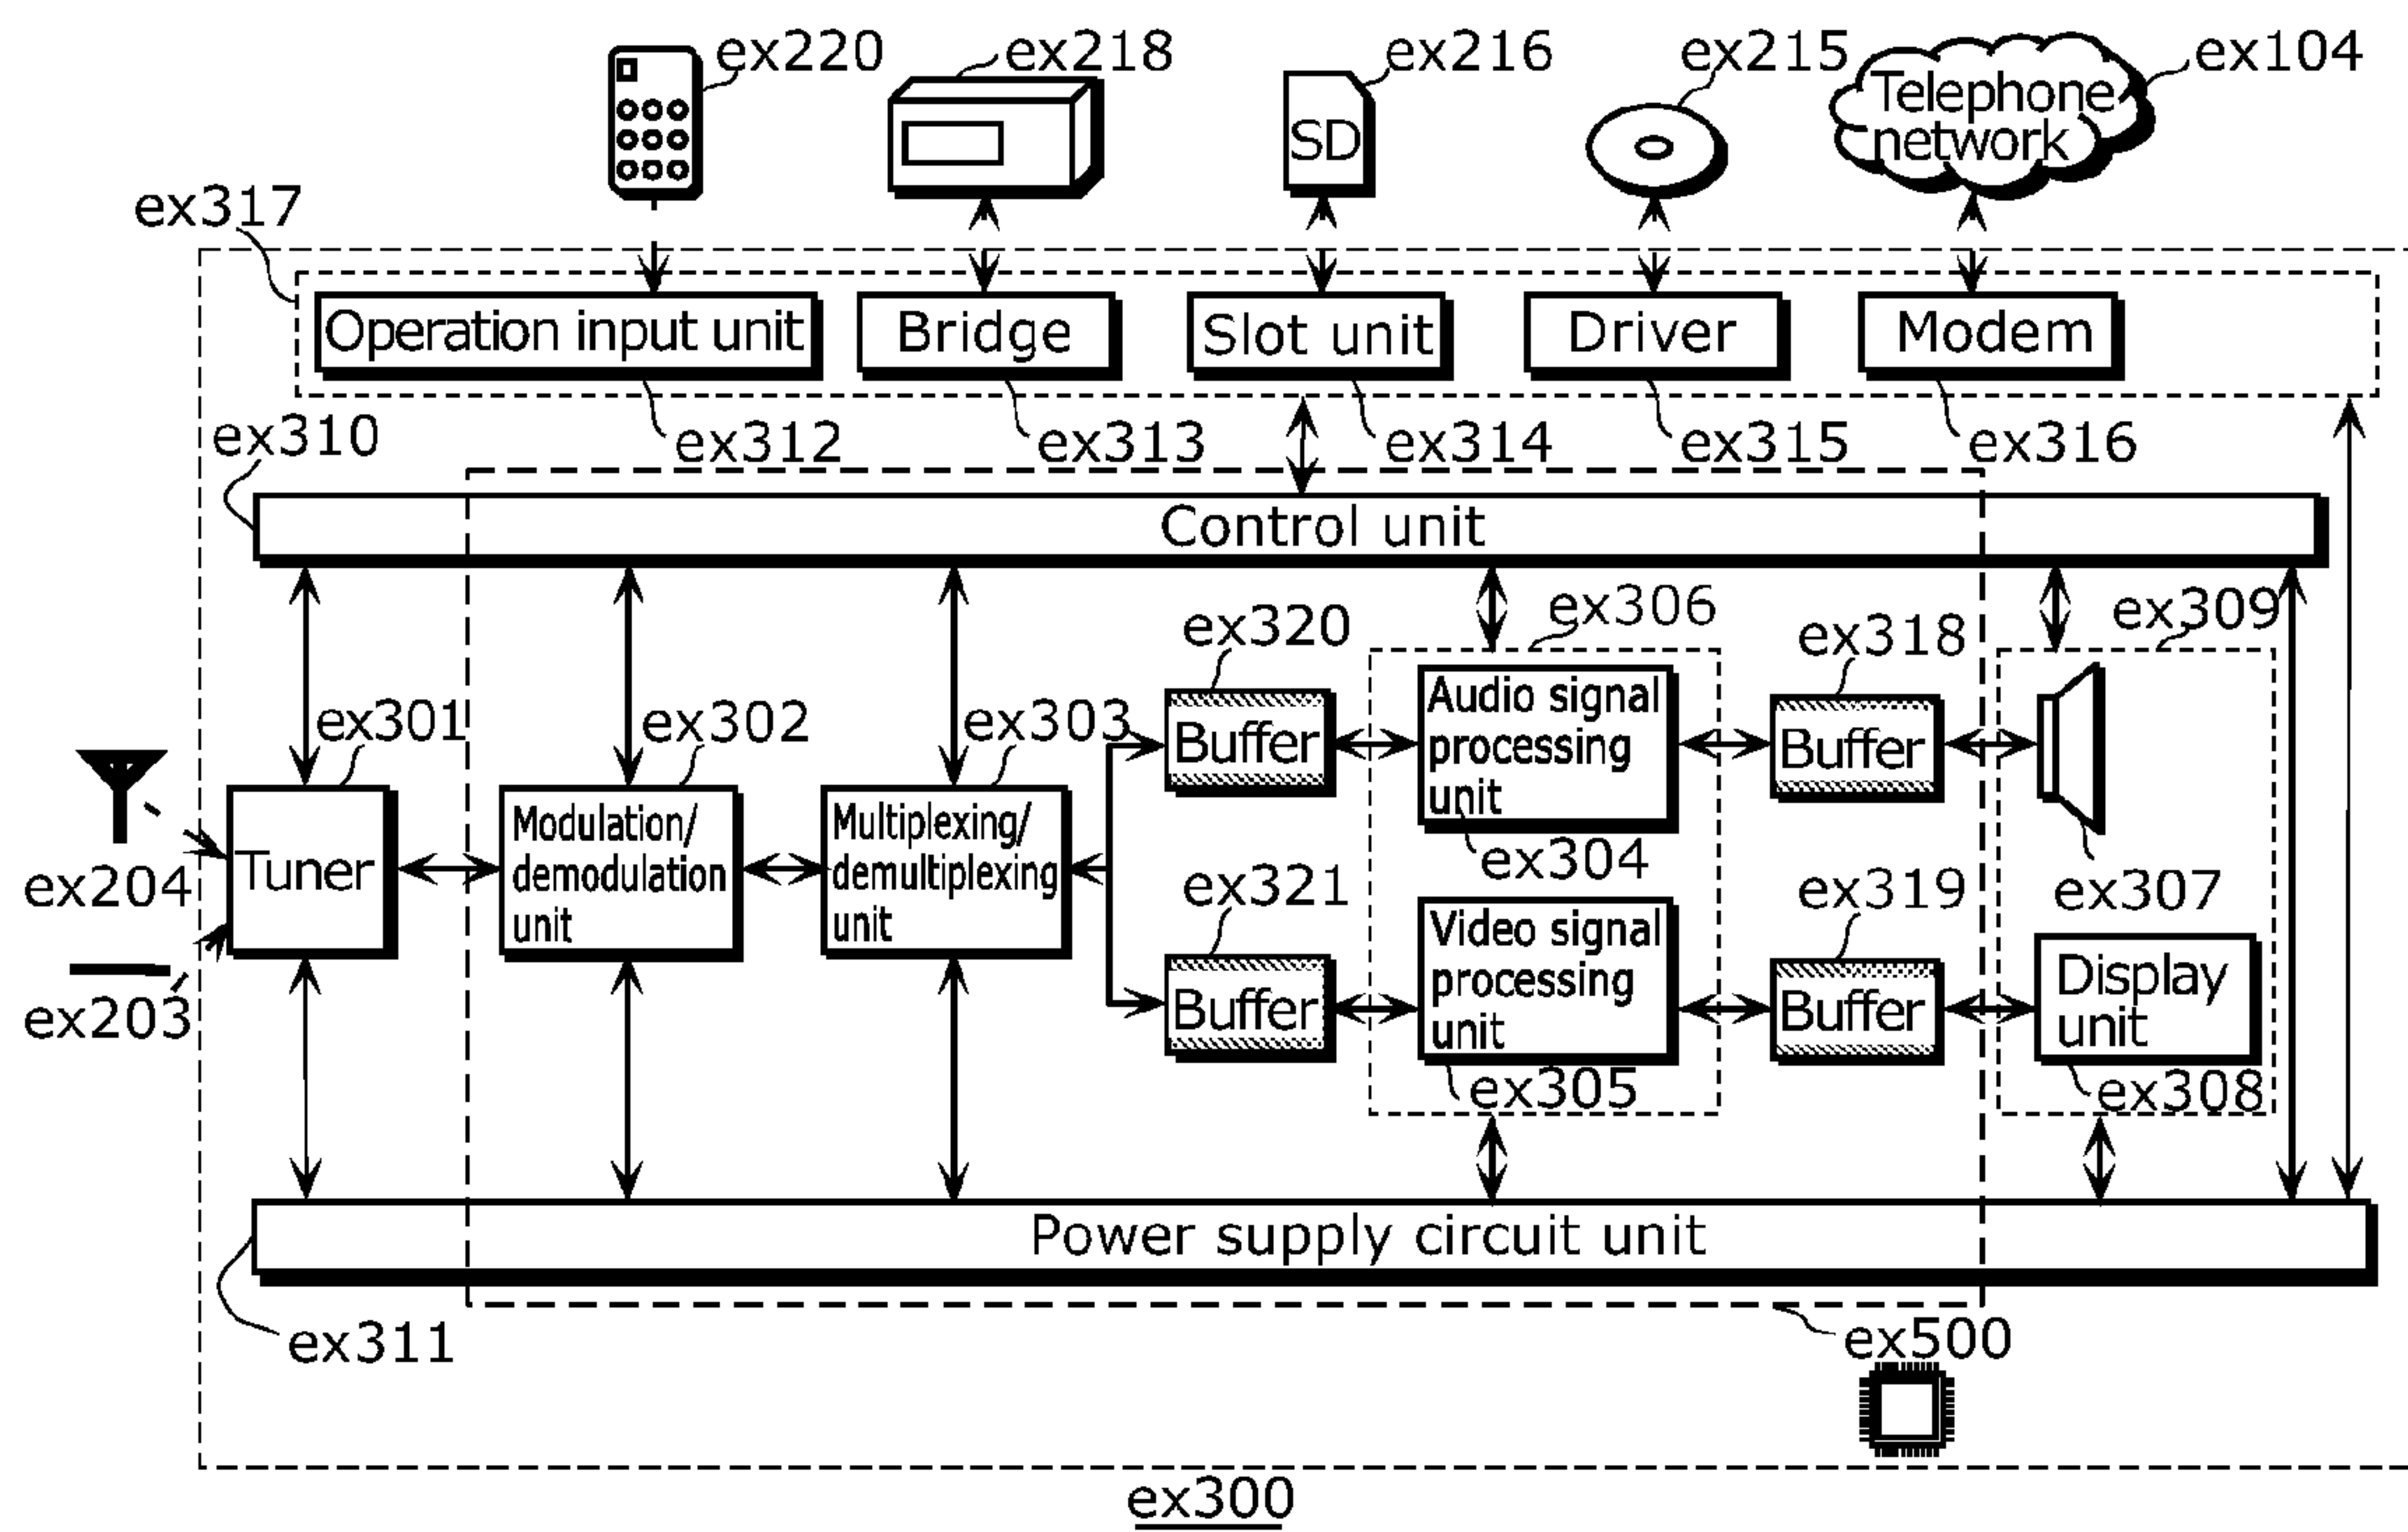 ex220
ex218
ex216
ex215
ex104
SD
Telephone
network
ex317
Operation input unit
Bridge
Slot unit
Driver
Modem
ex310
ex312
ex313
ex314
ex315
ex316
Control unit
ex306
ex309
ex320
ex318
ex301
ex302
ex303
Buffer
Audio signal
processing
unit
Buffer
ex304
ex204
Tuner
Modulation/
demodulation
unit
Multiplexing/
demultiplexing
unit
ex307
ex321
ex319
ex203
Buffer
Video signal
processing
unit
Buffer
Display
unit
ex305
ex308
Power supply circuit unit
ex311
ex500
ex300